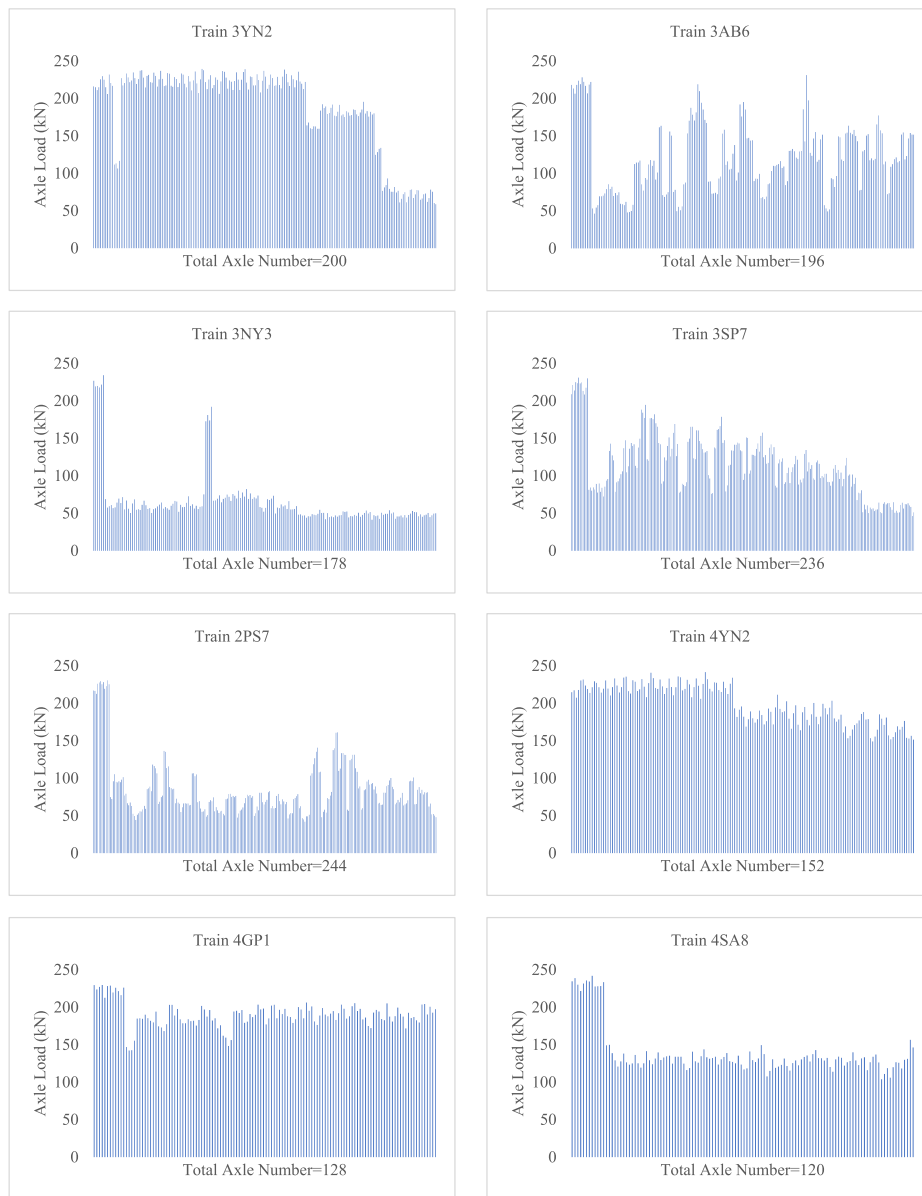 Train 3YN2
250
200
150
100
50
0
Axle Load (kN)
Total Axle Number=200
Train 3AB6
250
200
150
100
50
0
Axle Load (kN)
Total Axle Number=196
Train 3NY3
250
200
150
100
50
0
Axle Load (kN)
Total Axle Number=178
Train 3SP7
250
200
150
100
50
0
Axle Load (kN)
Total Axle Number=236
Train 2PS7
250
200
150
100
50
0
Axle Load (kN)
Total Axle Number=244
Train 4YN2
250
200
150
100
50
0
Axle Load (kN)
Total Axle Number=152
Train 4GP1
250
200
150
100
50
0
Axle Load (kN)
Total Axle Number=128
Train 4SA8
250
200
150
100
50
0
Axle Load (kN)
Total Axle Number=120